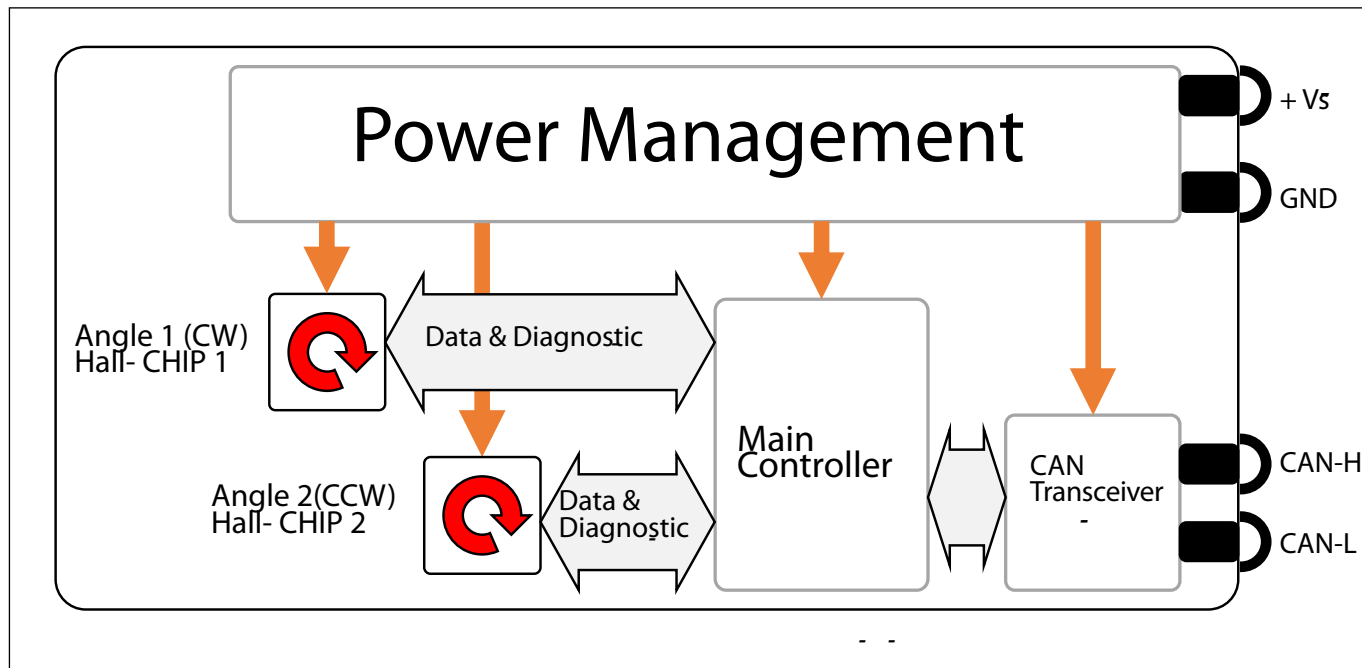 Power Management
+ Vs
GND
Angle 1 (CW)
Hall- CHIP 1
Data & Diagnostic
Main
Controller
CAN
Transceiver
-
CAN-H
CAN-L
Angle 2(CCW)
Hall- CHIP 2
Data &
Diagnostic
- -